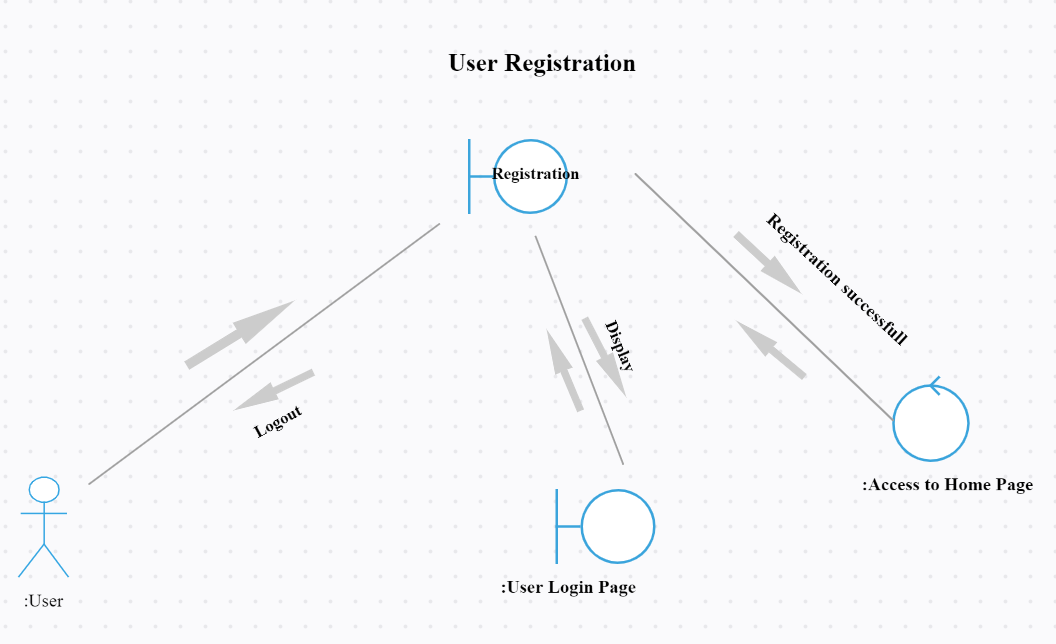 User Registration
Registration
Registration successfull
Display
Logout
:Access to Home Page
:User Login Page
:User